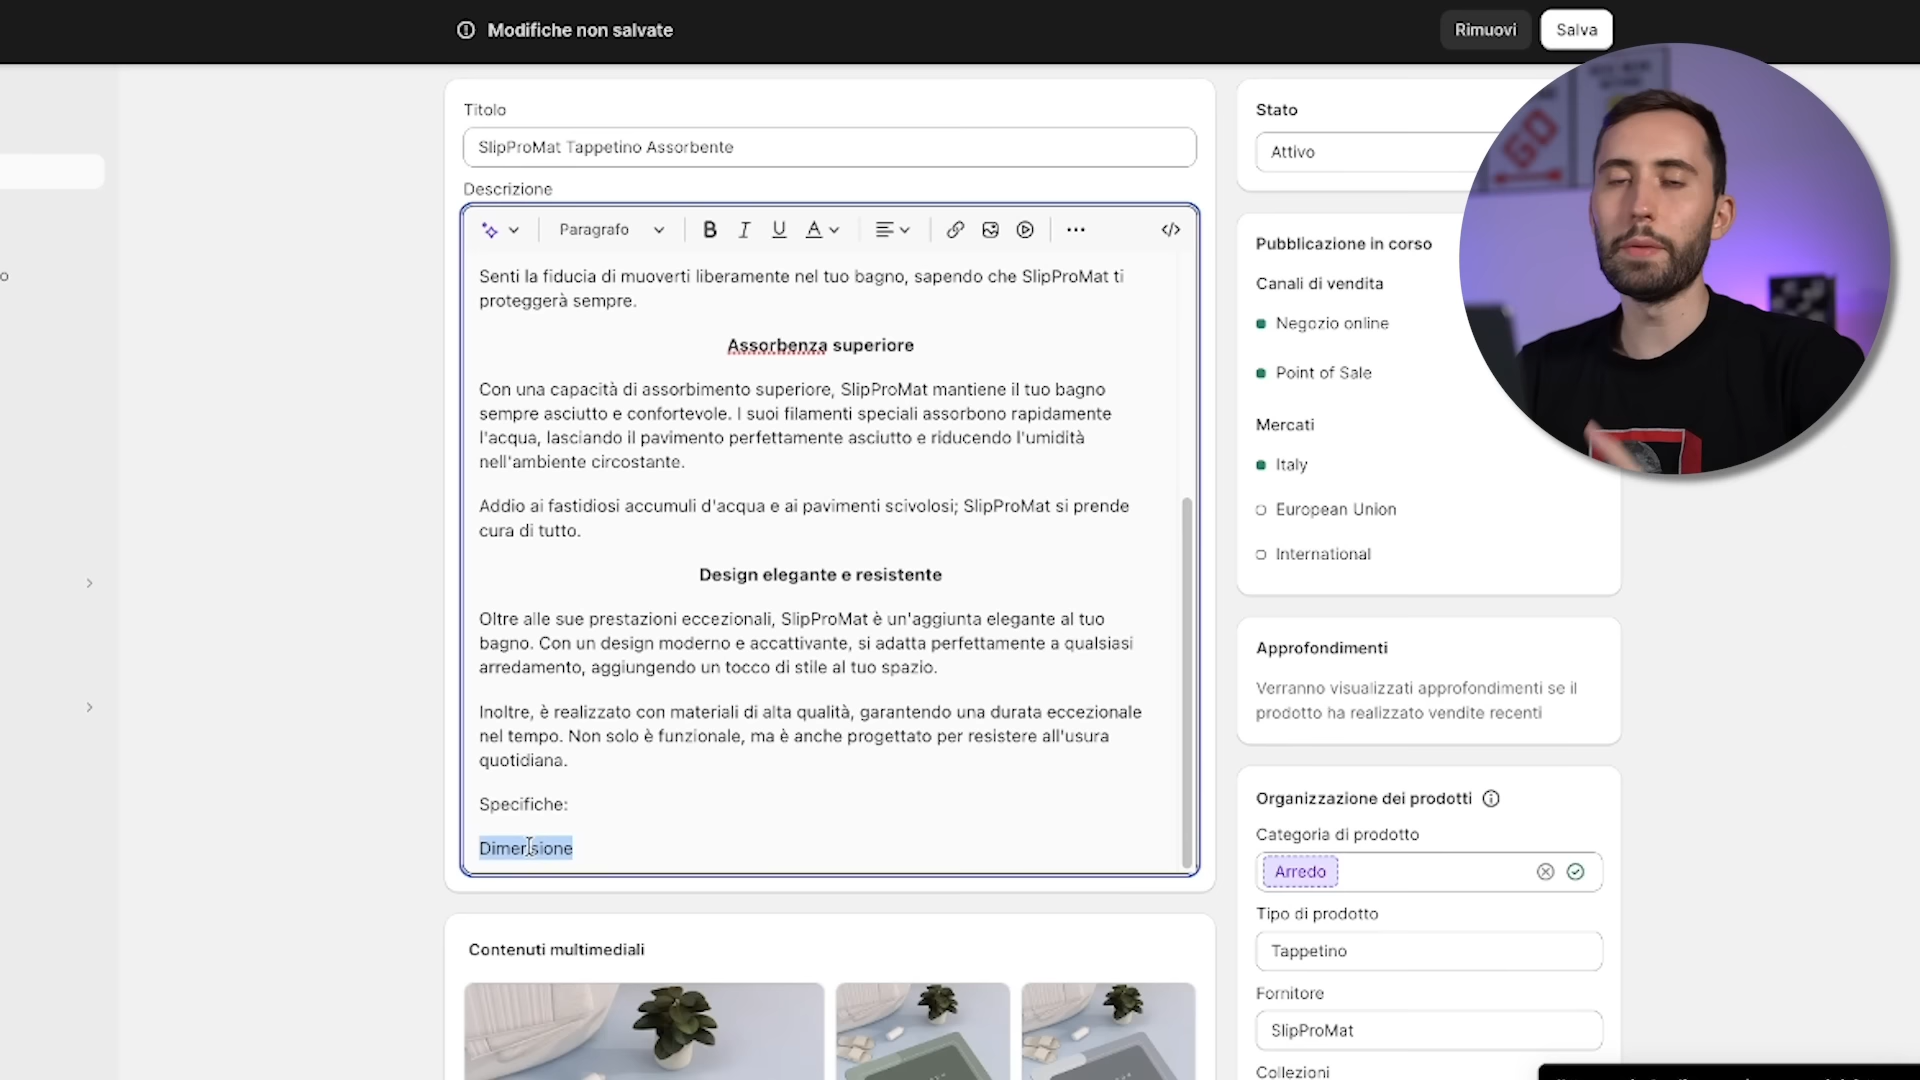 Modifiche non salvate
Rimuovi
Salva
Titolo
SlipProMat Tappetino Assorbente
Descrizione
Paragrafo
Senti la fiducia di muoverti liberamente nel tuo bagno, sapendo che SlipProMat ti
proteggerà sempre.
Assorbenza superiore
Con una capacità di assorbimento superiore, SlipProMat mantiene il tuo bagno
sempre asciutto e confortevole. I suoi filamenti speciali assorbono rapidamente
l'acqua, lasciando il pavimento perfettamente asciutto e riducendo l'umidità
nell'ambiente circostante.
Addio ai fastidiosi accumuli d'acqua e ai pavimenti scivolosi; SlipProMat si prende
cura di tutto.
Design elegante e resistente
Oltre alle sue prestazioni eccezionali, SlipProMat è un'aggiunta elegante al tuo
bagno. Con un design moderno e accattivante, si adatta perfettamente a qualsiasi
arredamento, aggiungendo un tocco di stile al tuo spazio.
Inoltre, è realizzato con materiali di alta qualità, garantendo una durata eccezionale
nel tempo. Non solo è funzionale, ma è anche progettato per resistere all'usura
quotidiana.
Specifiche:
Dimensione
Contenuti multimediali
Stato
Attivo
Pubblicazione in corso
Canali di vendita
Negozio online
Point of Sale
Mercati
Italy
European Union
International
Approfondimenti
Verranno visualizzati approfondimenti se il
prodotto ha realizzato vendite recenti
Organizzazione dei prodotti
Categoria di prodotto
Arredo
Tipo di prodotto
Tappetino
Fornitore
SlipProMat
Collezioni
GO